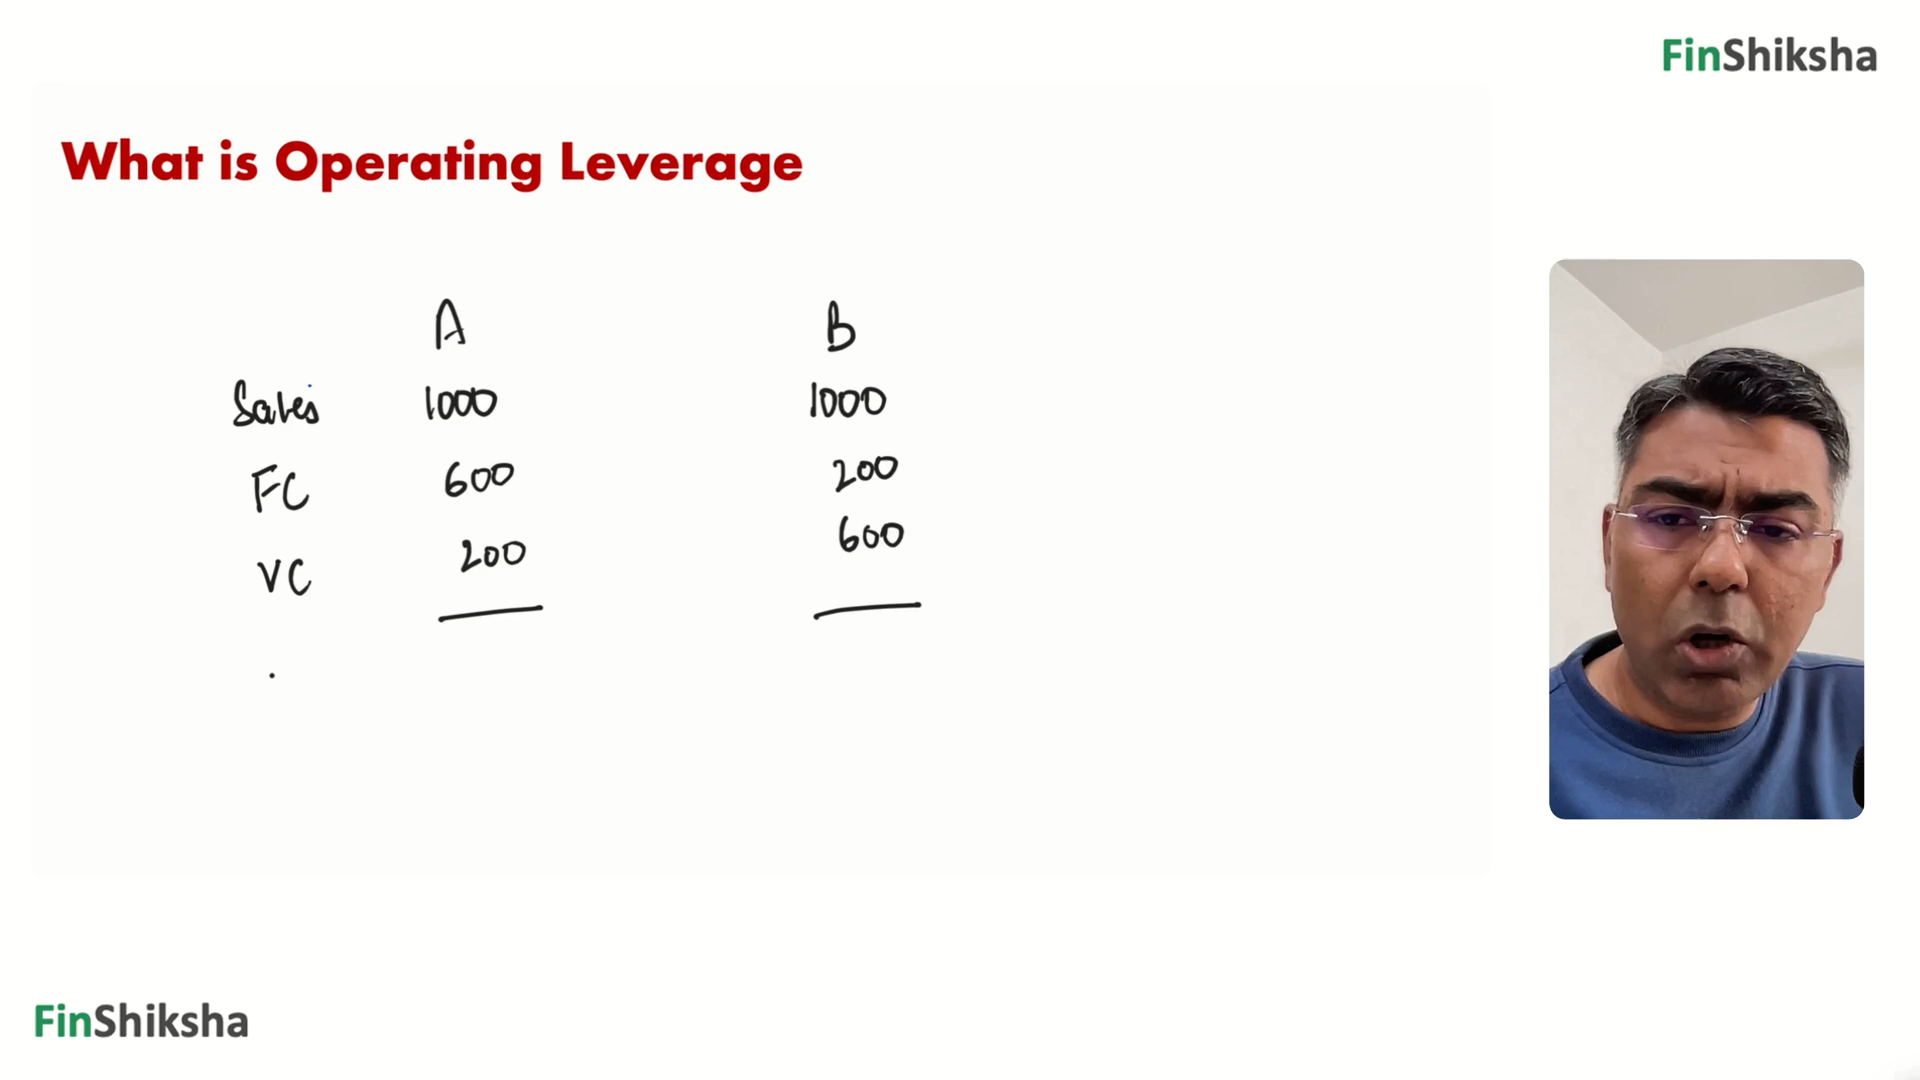 FinShiksha
What is Operating Leverage
A B
Sales 1000 1000
FC 600 200
VC 200 600
FinShiksha